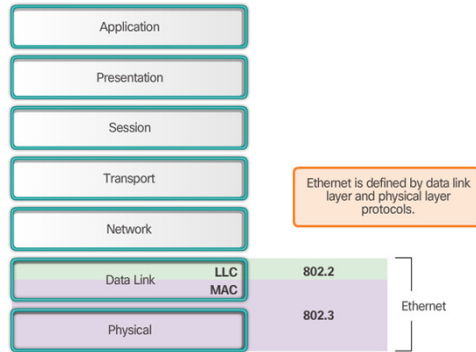 Application
Presentation
Session
Transport
Ethernet is defined by data link
layer and physical layer
protocols.
Network
Data Link
LLC
MAC
802.2
802.3
Ethernet
Physical